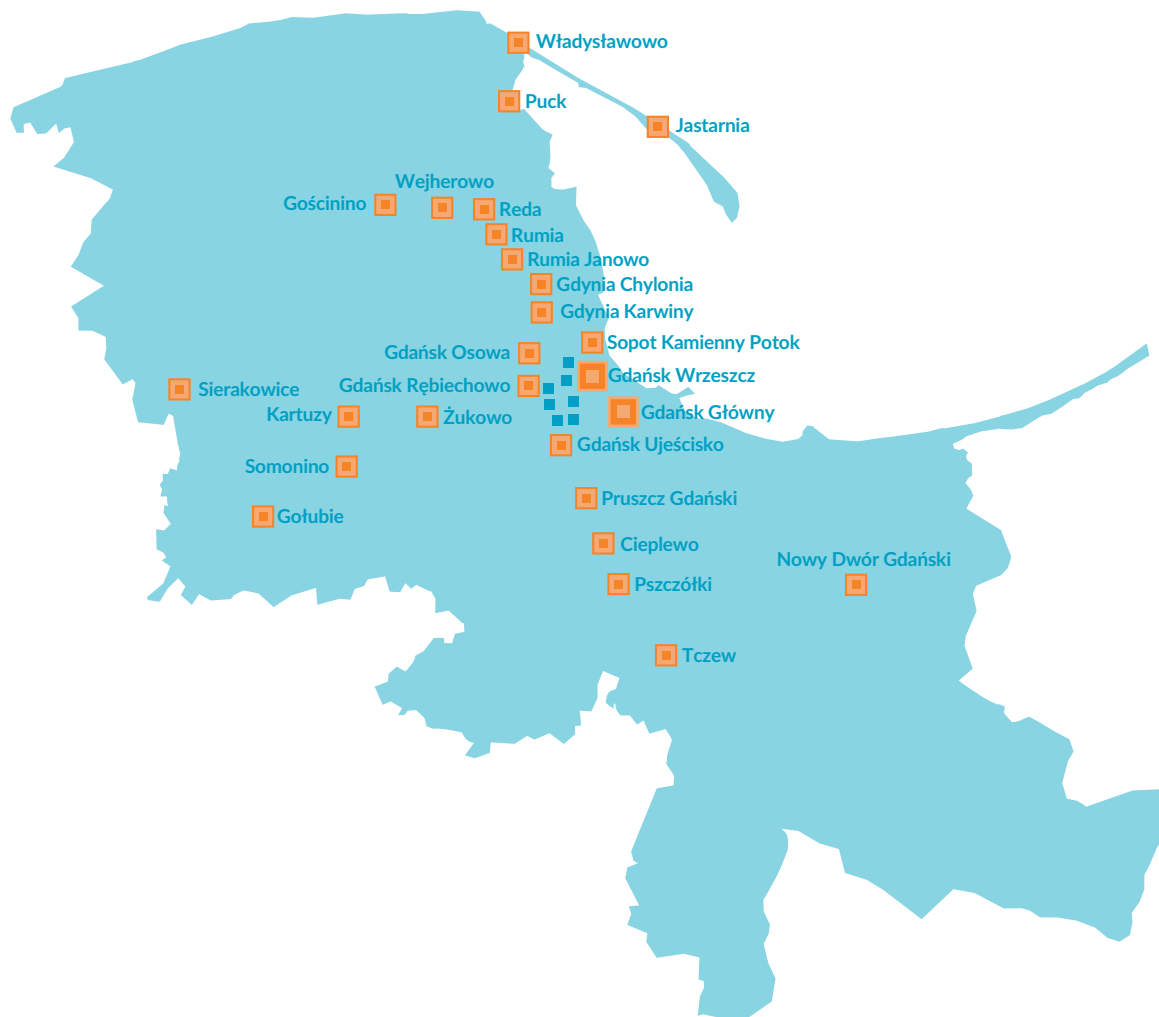 Władysławowo
Puck
Jastarnia
Wejherowo
Gościnino
Reda
Rumia
Rumia Janowo
Gdynia Chylonia
Gdynia Karwiny
Sopot Kamienny Potok
Gdańsk Osowa
Gdańsk Wrzeszcz
Gdańsk Rębiechowo
Sierakowice
Kartuzy
Żukowo
Gdańsk Główny
Gdańsk Ujeścisko
Somonino
Pruszcz Gdański
Gołubie
Cieplewo
Nowy Dwór Gdański
Pszczółki
Tczew